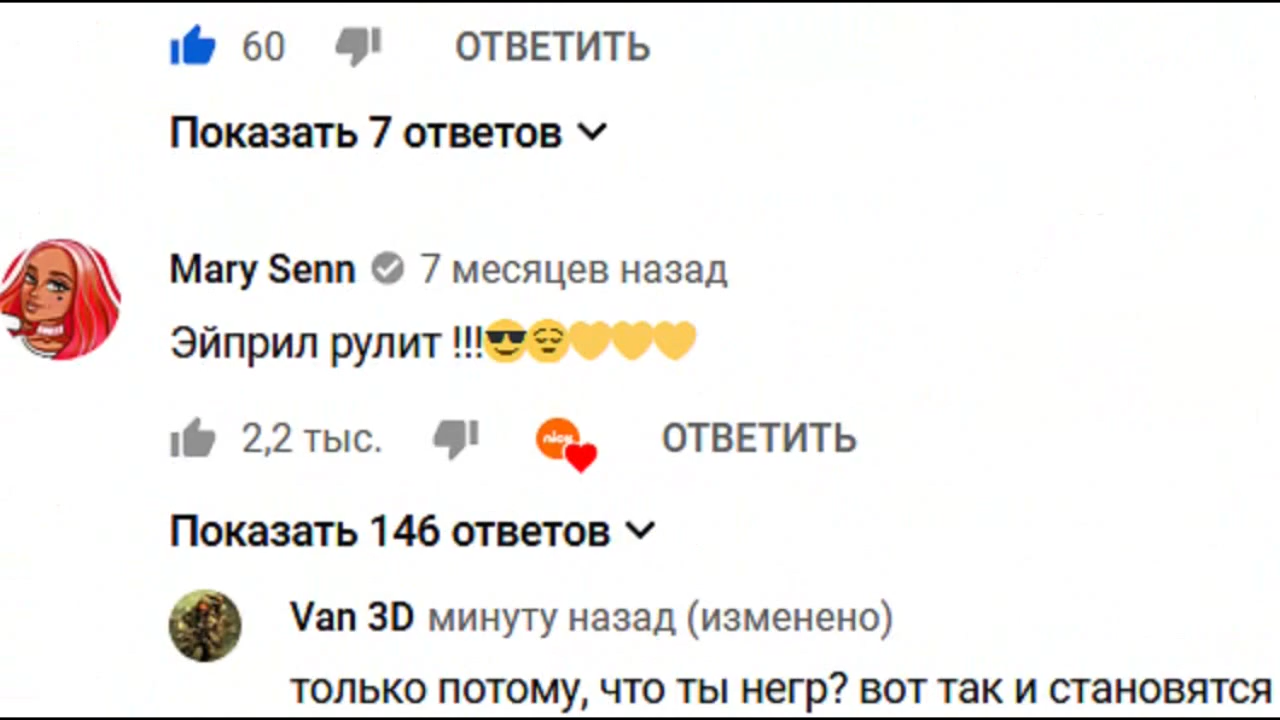 60 ОТВЕТИТЬ
Показать 7 ответов
Mary Senn 7 месяцев назад
Эйприл рулит !!!😎😌💛💛💛
2,2 тыс. nick ОТВЕТИТЬ
Показать 146 ответов
Van 3D минуту назад (изменено)
только потому, что ты негр? вот так и становятся